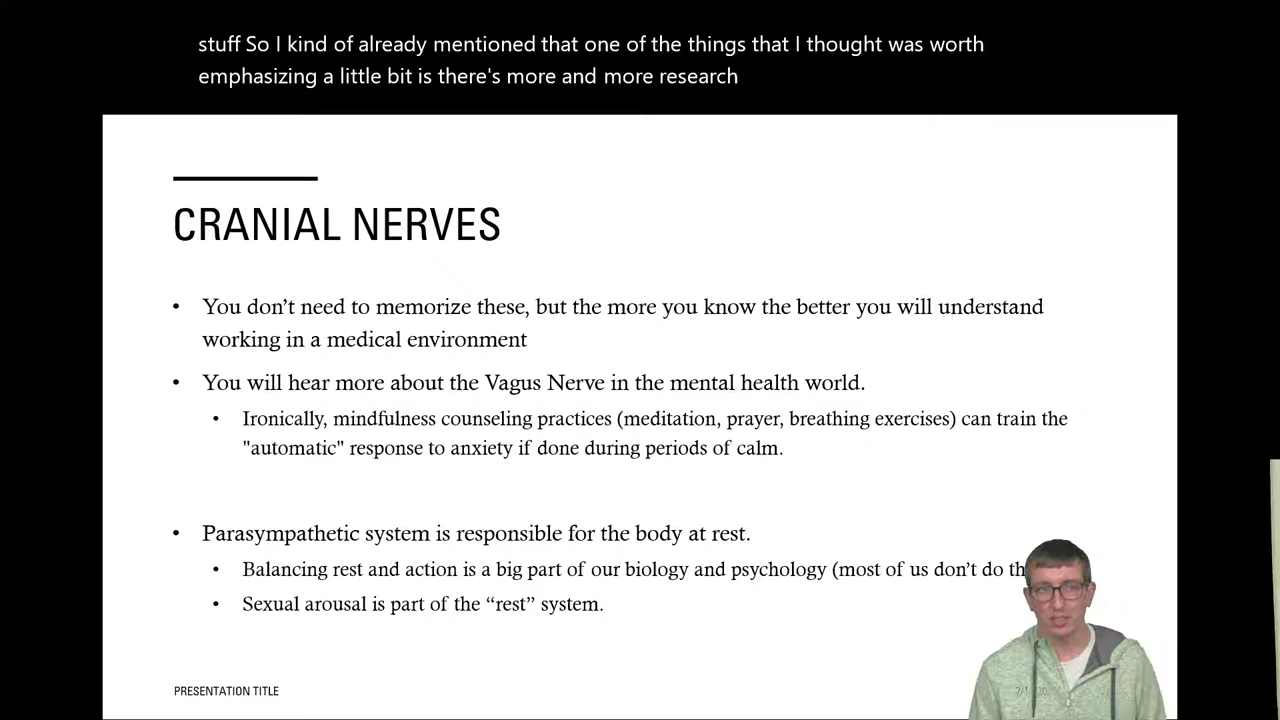 stuff So I kind of already mentioned that one of the things that I thought was worth
emphasizing a little bit is there's more and more research
CRANIAL NERVES
• You don’t need to memorize these, but the more you know the better you will understand
working in a medical environment
• You will hear more about the Vagus Nerve in the mental health world.
• Ironically, mindfulness counseling practices (meditation, prayer, breathing exercises) can train the
"automatic" response to anxiety if done during periods of calm.
• Parasympathetic system is responsible for the body at rest.
• Balancing rest and action is a big part of our biology and psychology (most of us don’t do
• Sexual arousal is part of the “rest” system.
PRESENTATION TITLE